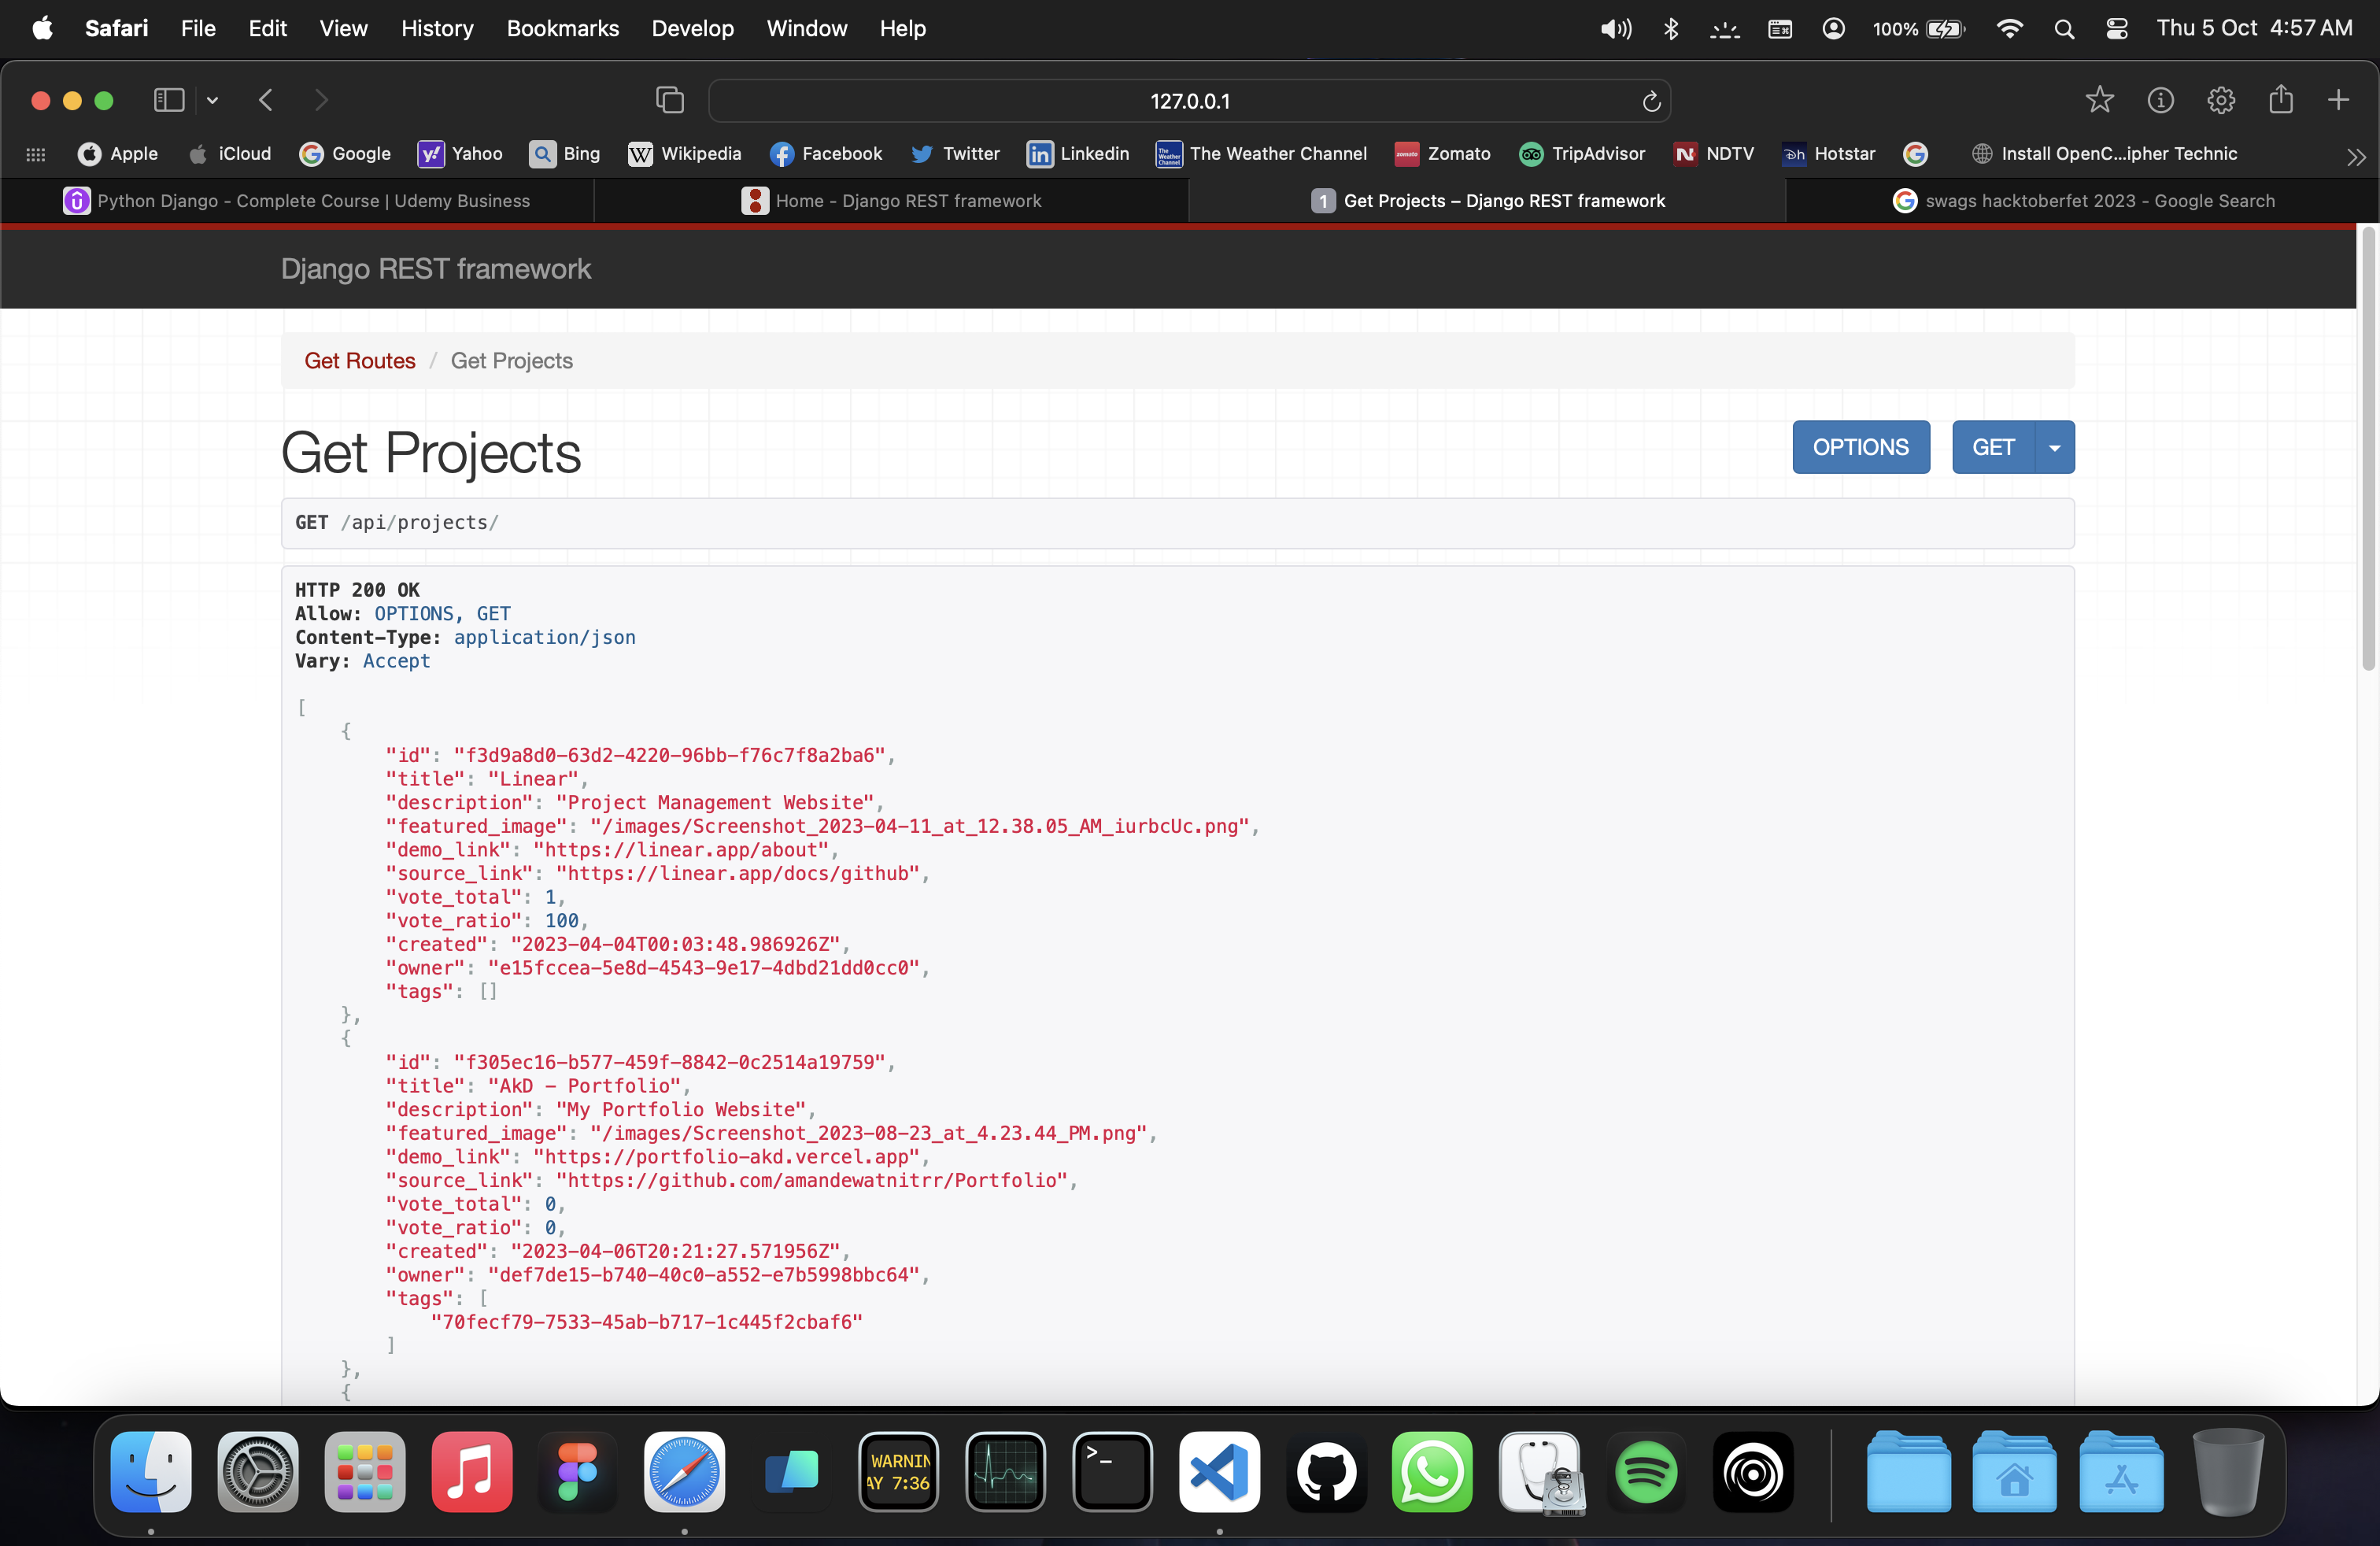 Safari File Edit View History Bookmarks Develop Window Help 100% Thu 5 Oct 4:57 AM
127.0.0.1
Apple iCloud Google Yahoo Bing Wikipedia Facebook Twitter Linkedin The Weather Channel Zomato TripAdvisor NDTV Hotstar Install OpenC...ipher Technic
Python Django - Complete Course | Udemy Business
Home - Django REST framework
1 Get Projects – Django REST framework
swags hacktoberfet 2023 - Google Search
Django REST framework
Get Routes / Get Projects
Get Projects
OPTIONS GET
GET /api/projects/
HTTP 200 OK
Allow: OPTIONS, GET
Content-Type: application/json
Vary: Accept
[
{
"id": "f3d9a8d0-63d2-4220-96bb-f76c7f8a2ba6",
"title": "Linear",
"description": "Project Management Website",
"featured_image": "/images/Screenshot_2023-04-11_at_12.38.05_AM_iurbcUc.png",
"demo_link": "https://linear.app/about",
"source_link": "https://linear.app/docs/github",
"vote_total": 1,
"vote_ratio": 100,
"created": "2023-04-04T00:03:48.986926Z",
"owner": "e15fccea-5e8d-4543-9e17-4dbd21dd0cc0",
"tags": []
},
{
"id": "f305ec16-b577-459f-8842-0c2514a19759",
"title": "AkD - Portfolio",
"description": "My Portfolio Website",
"featured_image": "/images/Screenshot_2023-08-23_at_4.23.44_PM.png",
"demo_link": "https://portfolio-akd.vercel.app",
"source_link": "https://github.com/amandewatnitrr/Portfolio",
"vote_total": 0,
"vote_ratio": 0,
"created": "2023-04-06T20:21:27.571956Z",
"owner": "def7de15-b740-40c0-a552-e7b5998bbc64",
"tags": [
"70fecf79-7533-45ab-b717-1c445f2cbaf6"
]
},
{
WARNIN
AY 7:36